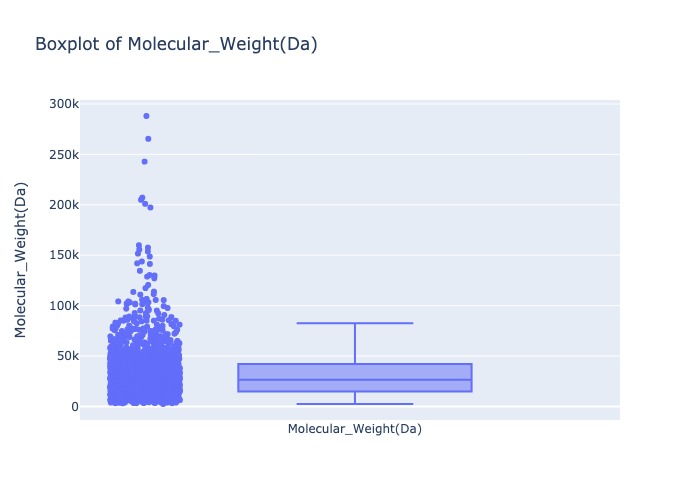 Boxplot of Molecular_Weight(Da)
300k
250k
200k
150k
100k
50k
0
Molecular_Weight(Da)
Molecular_Weight(Da)